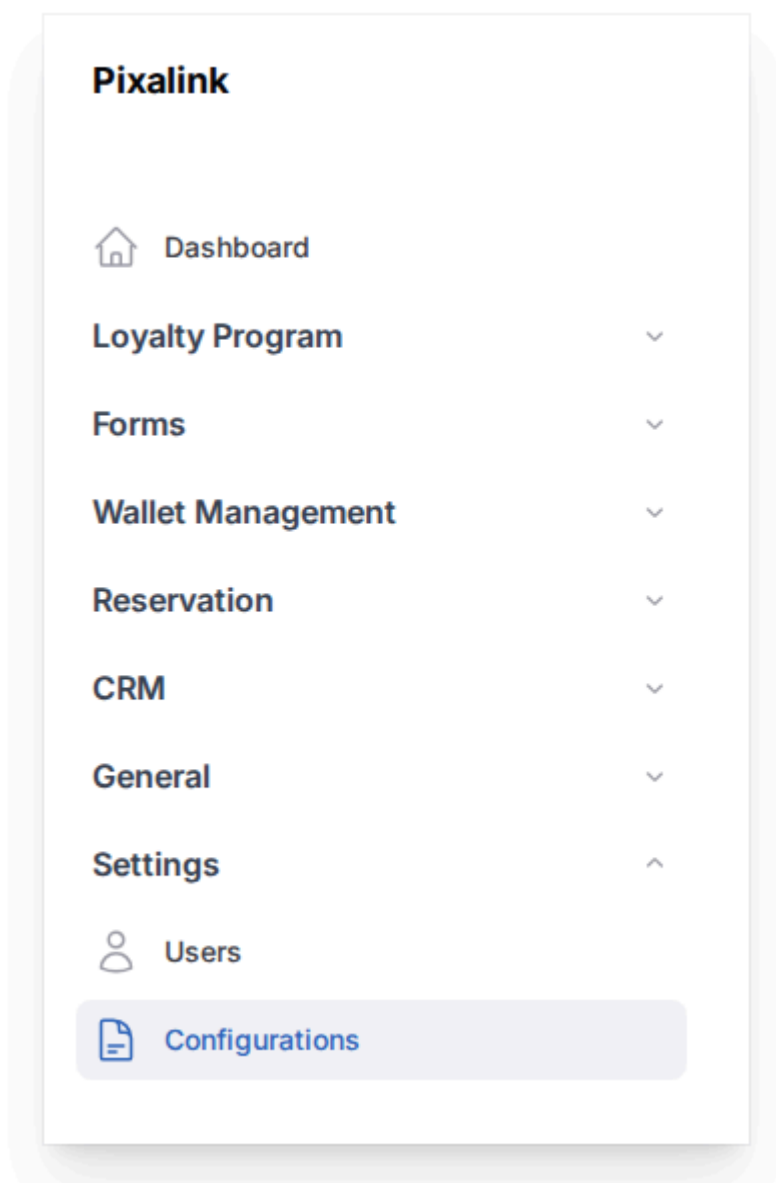 Pixalink
Dashboard
Loyalty Program
Forms
Wallet Management
Reservation
CRM
General
Settings
Users
Configurations